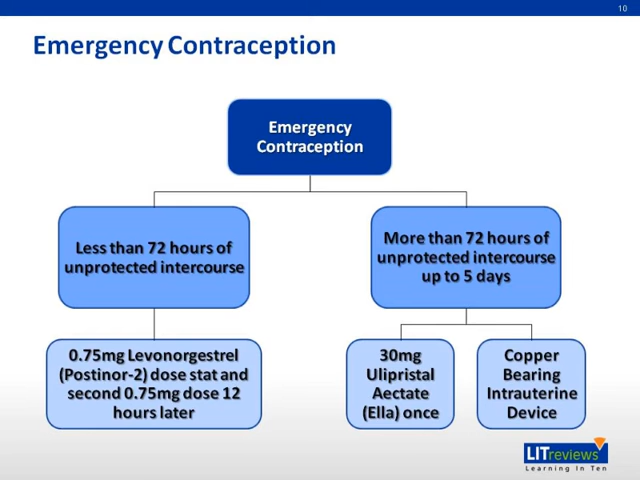 10
Emergency Contraception
Emergency
Contraception
Less than 72 hours of
unprotected intercourse
More than 72 hours of
unprotected intercourse
up to 5 days
0.75mg Levonorgestrel
(Postinor-2) dose stat and
second 0.75mg dose 12
hours later
30mg
Ulipristal
Aectate
(Ella) once
Copper
Bearing
Intrauterine
Device
LITreviews
Learning In Ten